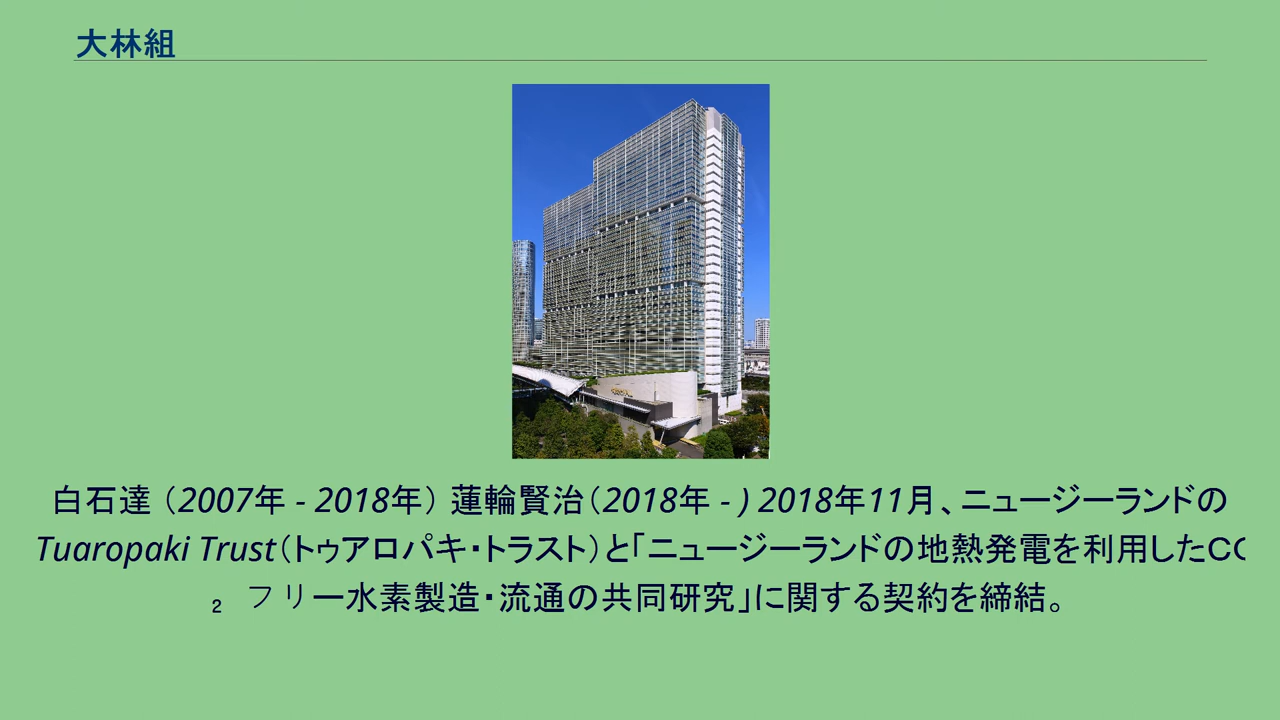 大林組
白石達 （2007年 - 2018年） 蓮輪賢治（2018年 - ) 2018年11月、ニュージーランドの
Tuaropaki Trust（トゥアロパキ・トラスト）と「ニュージーランドの地熱発電を利用したCO
₂ フリー水素製造・流通の共同研究」に関する契約を締結。